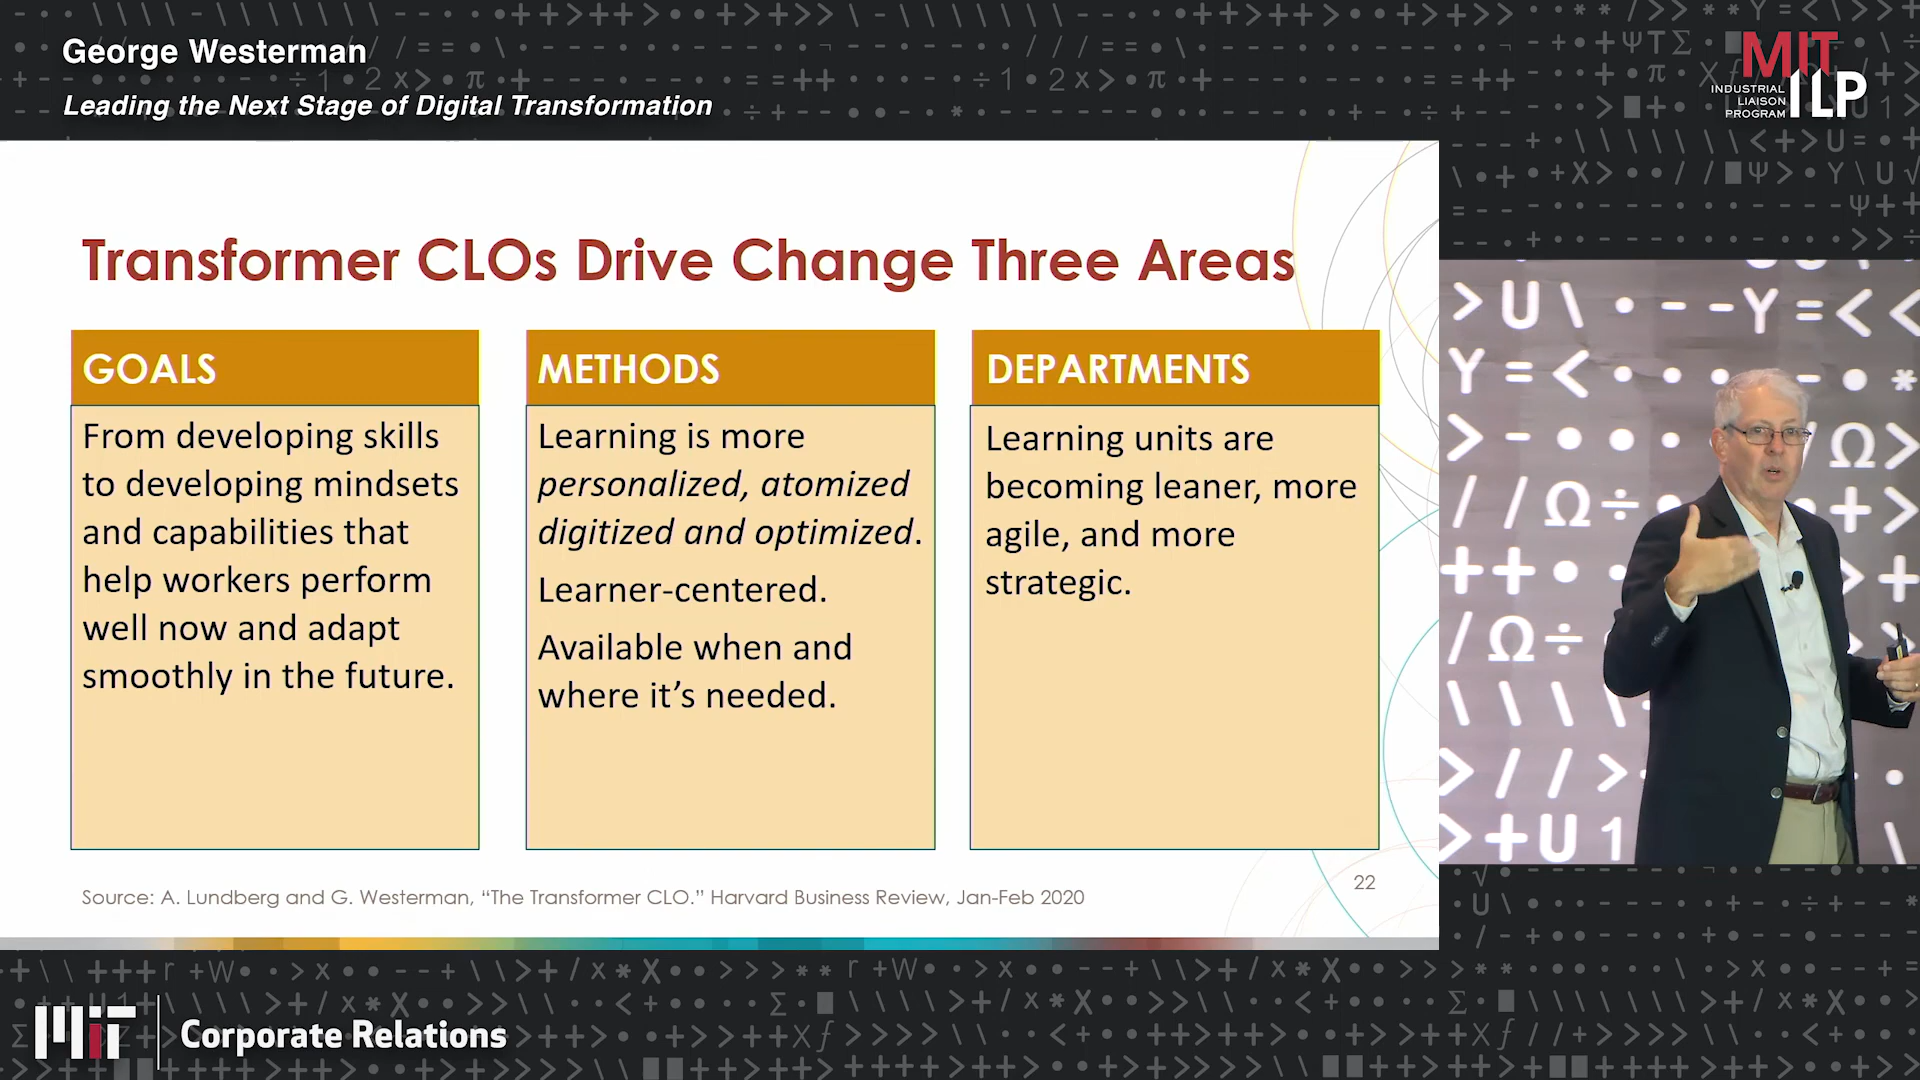 George Westerman
Leading the Next Stage of Digital Transformation
MIT
INDUSTRIAL
LIAISON
PROGRAM
ILP
Transformer CLOs Drive Change Three Areas
GOALS
From developing skills
to developing mindsets
and capabilities that
help workers perform
well now and adapt
smoothly in the future.
METHODS
Learning is more
personalized, atomized
digitized and optimized.
Learner-centered.
Available when and
where it’s needed.
DEPARTMENTS
Learning units are
becoming leaner, more
agile, and more
strategic.
Source: A. Lundberg and G. Westerman, “The Transformer CLO.” Harvard Business Review, Jan-Feb 2020
22
MIT
Corporate Relations